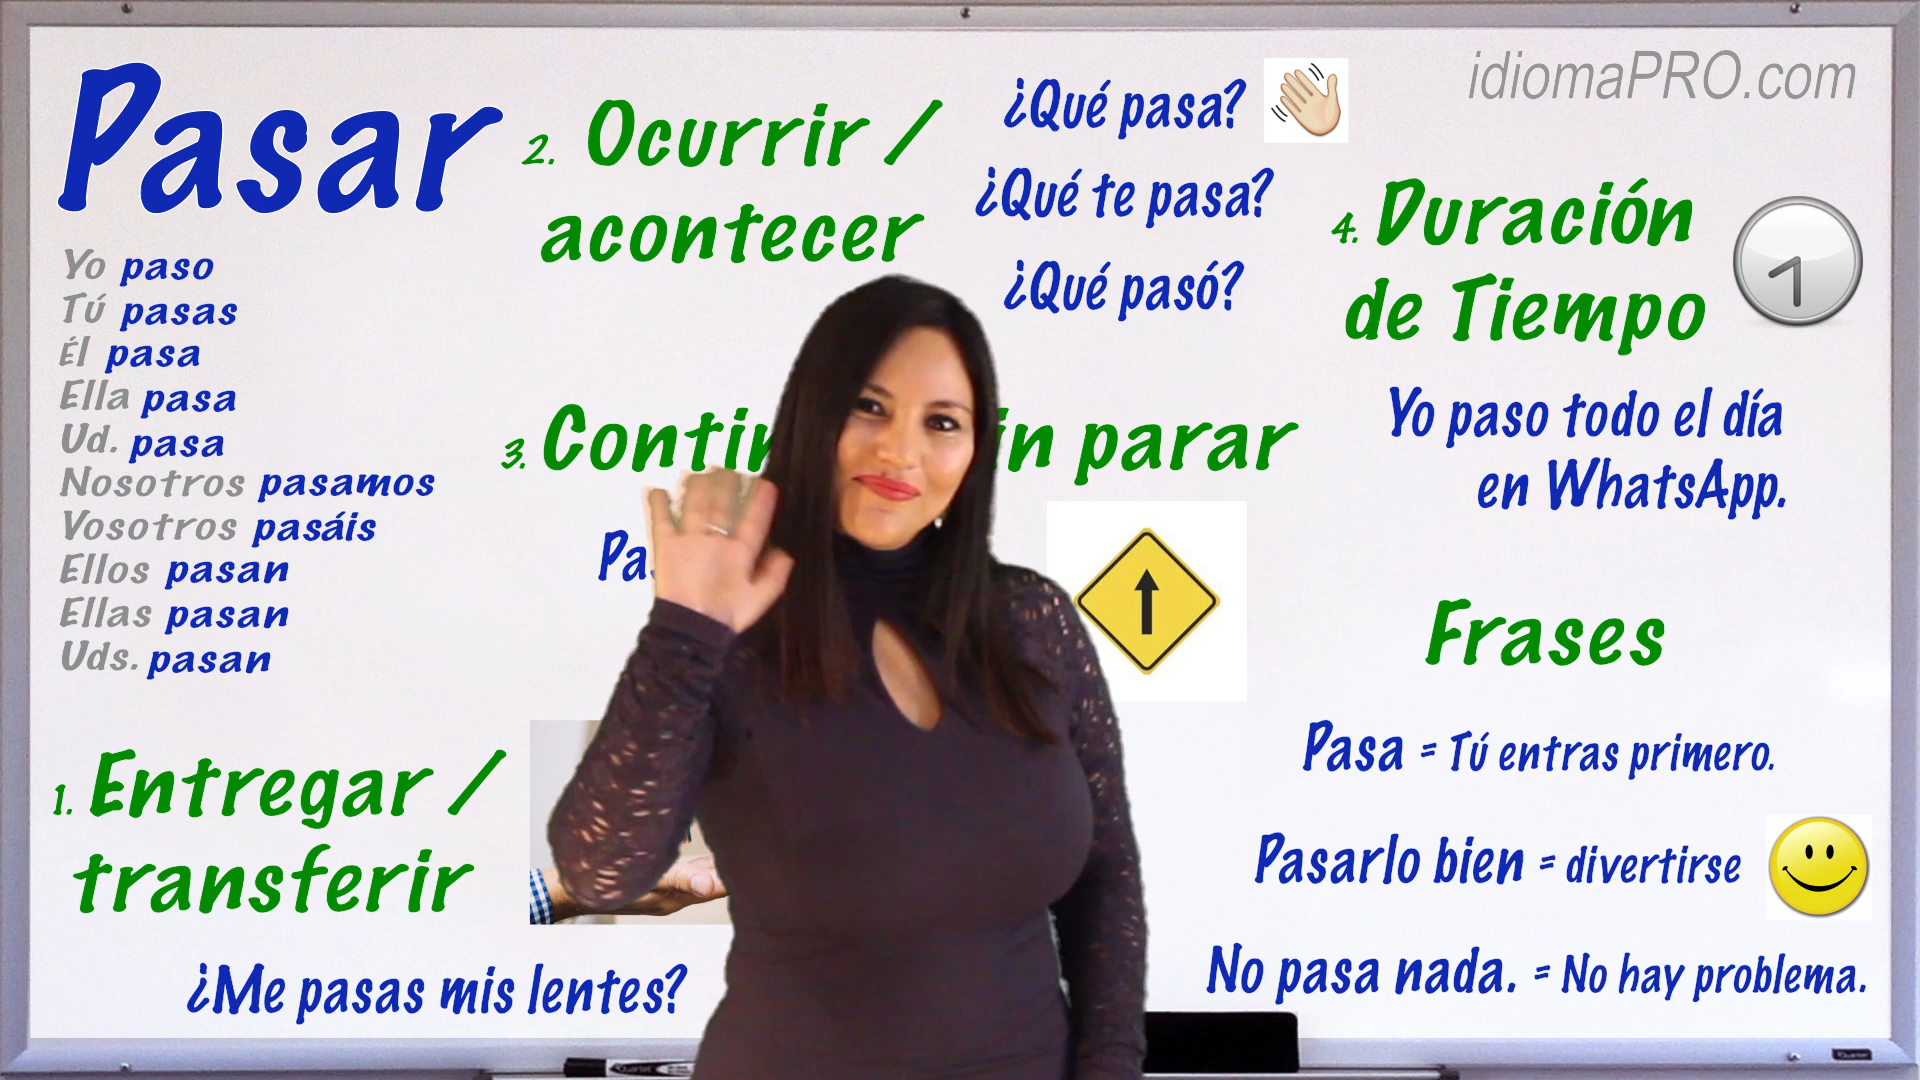 Pasar
Yo paso
Tú pasas
Él pasa
Ella pasa
Ud. pasa
Nosotros pasamos
Vosotros pasáis
Ellos pasan
Ellas pasan
Uds. pasan
1. Entregar /
transferir
¿Me pasas mis lentes?
2. Ocurrir /
acontecer
¿Qué pasa?
¿Qué te pasa?
¿Qué pasó?
3. parar
4. Duración
de Tiempo
Yo paso todo el día
en WhatsApp.
Frases
Pasa = Tú entras primero.
Pasarlo bien = divertirse
No pasa nada. = No hay problema.
idiomaPRO.com
Quartet